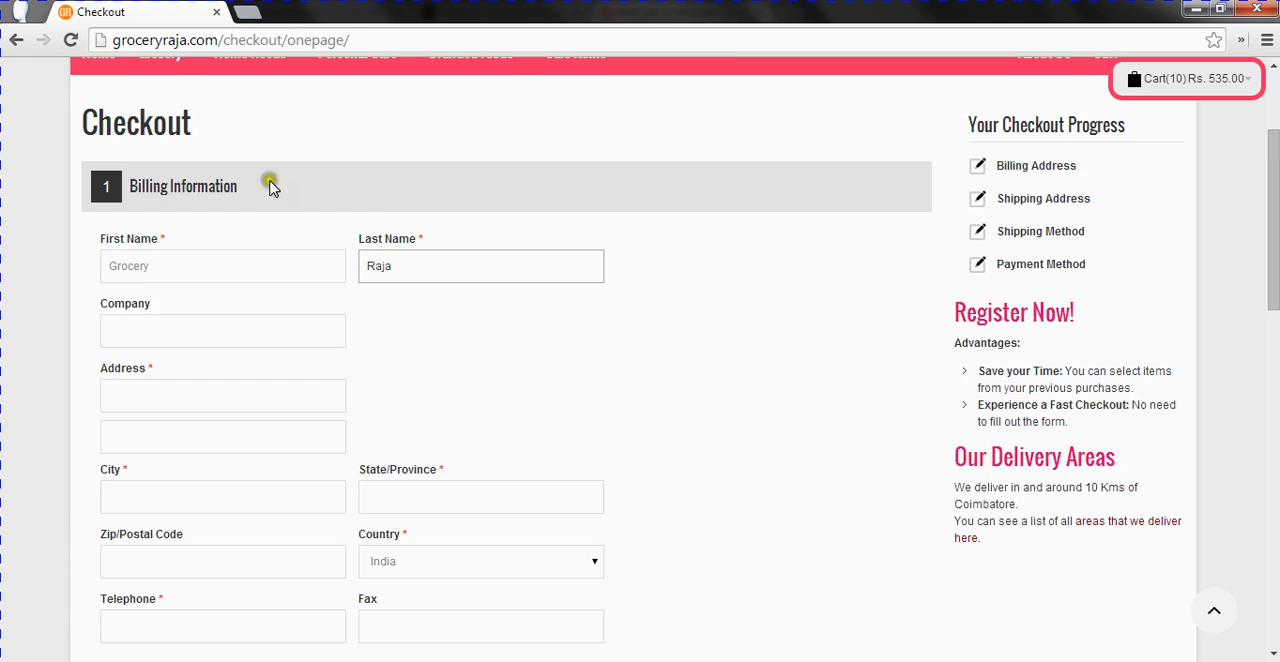 GR Checkout
groceryraja.com/checkout/onepage/
Cart(10) Rs. 535.00
Checkout
1 Billing Information
First Name *
Last Name *
Grocery
Raja
Company
Address *
City *
State/Province *
Zip/Postal Code
Country *
India
Telephone *
Fax
Your Checkout Progress
Billing Address
Shipping Address
Shipping Method
Payment Method
Register Now!
Advantages:
Save your Time: You can select items
from your previous purchases.
Experience a Fast Checkout: No need
to fill out the form.
Our Delivery Areas
We deliver in and around 10 Kms of
Coimbatore.
You can see a list of all areas that we deliver
here.